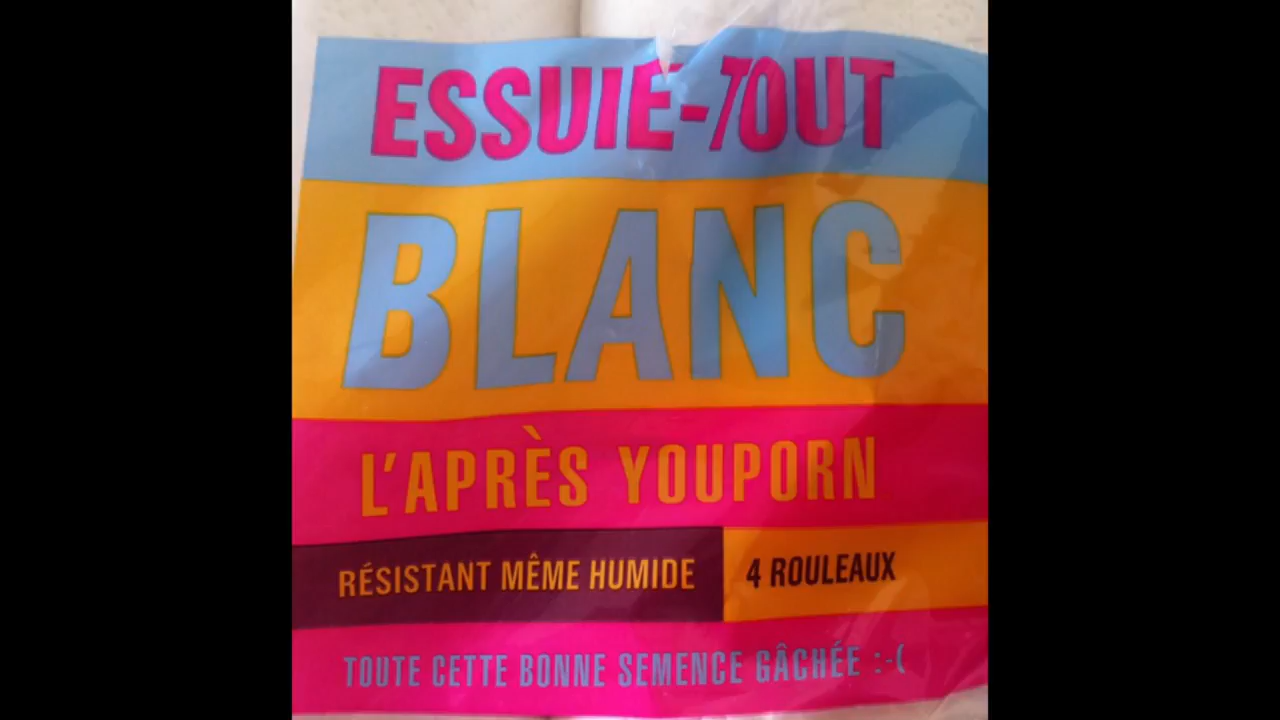 ESSUIE-TOUT
BLANC
L'APRÈS YOUPORN
RÉSISTANT MÊME HUMIDE
4 ROULEAUX
TOUTE CETTE BONNE SEMENCE GÂCHÉE :-(